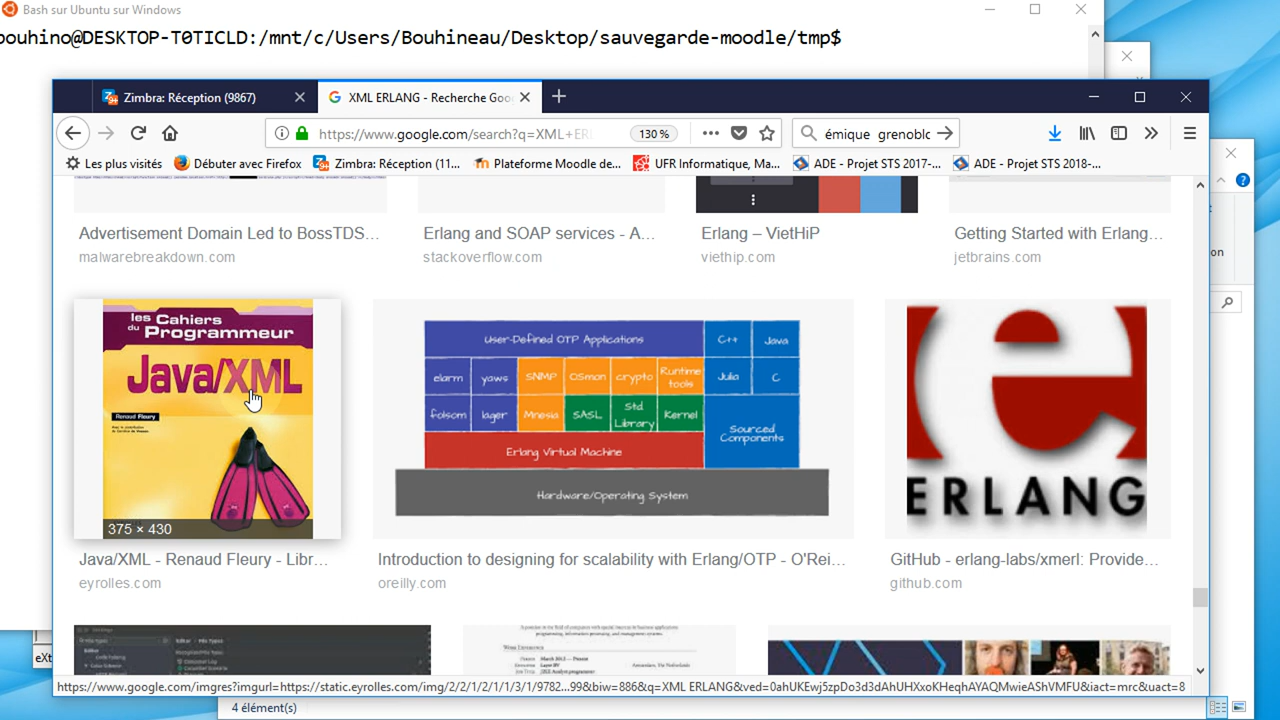 Bash sur Ubuntu sur Windows
bouhino@DESKTOP-T0TICLD:/mnt/c/Users/Bouhineau/Desktop/sauvegarde-moodle/tmp$
Zimbra: Réception (9867)
XML ERLANG - Recherche Goo
https://www.google.com/search?q=XML+ER
130 %
émique grenoblo
Les plus visités
Débuter avec Firefox
Zimbra: Réception (11...
Plateforme Moodle de...
UFR Informatique, Ma...
ADE - Projet STS 2017-...
ADE - Projet STS 2018-...
Advertisement Domain Led to BossTDS...
malwarebreakdown.com
Erlang and SOAP services - A...
stackoverflow.com
Erlang – VietHiP
viethip.com
Getting Started with Erlang...
jetbrains.com
les Cahiers
du Programmeur
Java/XML
Renaud Fleury
375 × 430
Java/XML - Renaud Fleury - Libr...
eyrolles.com
User-Defined OTP Applications
C++
Java
elarm
yaws
SNMP
OSmon
crypto
Runtime
tools
Julia
C
folsom
lager
Mnesia
SASL
Std
Library
Kernel
Sourced
Components
Erlang Virtual Machine
Hardware/Operating System
Introduction to designing for scalability with Erlang/OTP - O'Rei...
oreilly.com
e
ERLANG
GitHub - erlang-labs/xmerl: Provide...
github.com
https://www.google.com/imgres?imgurl=https://static.eyrolles.com/img/2/2/1/2/1/1/3/1/9782...99&biw=886&q=XML ERLANG&ved=0ahUKEwj5zpDo3d3dAhUHXxoKHeqhAYAQMwieAShVMFU&iact=mrc&uact=8
eXt
on
4 élément(s)